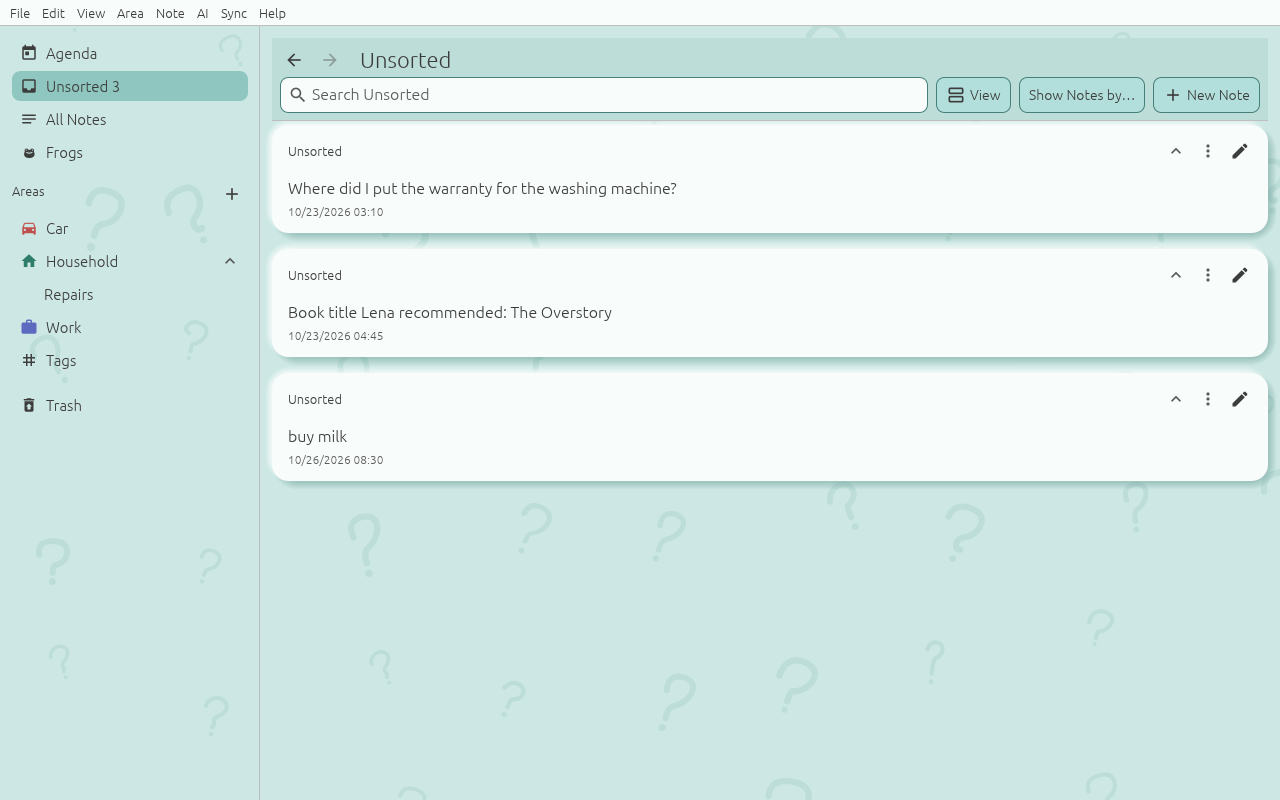 File Edit View Area Note AI Sync Help
Agenda
Unsorted 3
All Notes
Frogs
Areas
Car
Household
Repairs
Work
Tags
Trash
Unsorted
Search Unsorted
View
Show Notes by...
New Note
Unsorted
Where did I put the warranty for the washing machine?
10/23/2026 03:10
Unsorted
Book title Lena recommended: The Overstory
10/23/2026 04:45
Unsorted
buy milk
10/26/2026 08:30